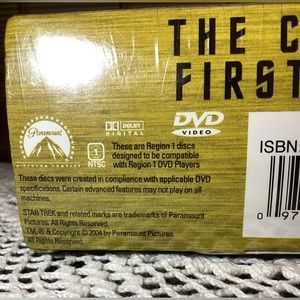 THE C
FIRST
Paramount
DOLBY
DIGITAL
DVD
VIDEO
1
NTSC
These are Region 1 discs
designed to be compatible
with Region 1 DVD Players
ISBN
These discs were created in compliance with applicable DVD
specifications. Certain advanced features may not play on all
machines.
STAR TREK and related marks are trademarks of Paramount
Pictures. All Rights Reserved.
TM, ® & Copyright © 2004 by Paramount Pictures.
All Rights Reserved.
0 97